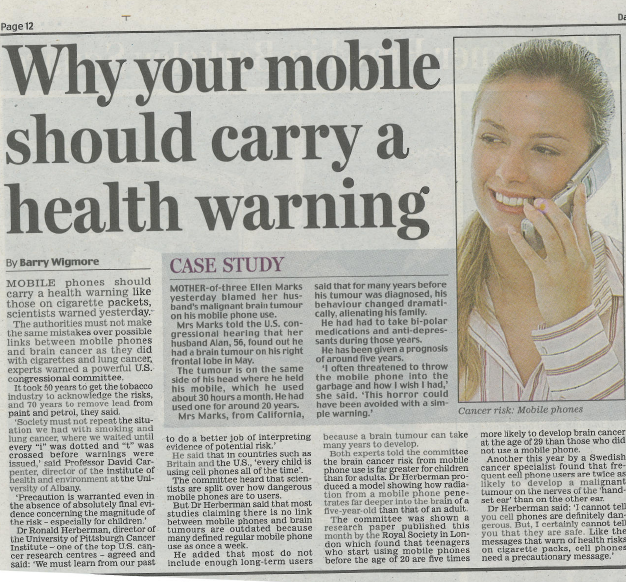 Page 12
Da
Why your mobile
should carry a
health warning
By Barry Wigmore
MOBILE phones should
carry a health warning like
those on cigarette packets,
scientists warned yesterday.
The authorities must not make
the same mistakes over possible
links between mobile phones
and brain cancer as they did
with cigarettes and lung cancer,
experts warned a powerful U.S.
congressional committee.
It took 50 years to get the tobacco
industry to acknowledge the risks,
and 70 years to remove lead from
paint and petrol, they said.
'Society must not repeat the situ-
ation we had with smoking and
lung cancer, where we waited until
every "i" was dotted and "t" was
crossed before warnings were
issued,' said Professor David Car-
penter, director of the institute of
health and environment at the Uni-
versity of Albany.
'Precaution is warranted even in
the absence of absolutely final evi-
dence concerning the magnitude of
the risk – especially for children.'
Dr Ronald Herberman, director of
the University of Pittsburgh Cancer
Institute – one of the top U.S. can-
cer research centres – agreed and
said: 'We must learn from our past
CASE STUDY
MOTHER-of-three Ellen Marks
yesterday blamed her hus-
band's malignant brain tumour
on his mobile phone use.
Mrs Marks told the U.S. con-
gressional hearing that her
husband Alan, 56, found out he
had a brain tumour on his right
frontal lobe in May.
The tumour is on the same
side of his head where he held
his mobile, which he used
about 30 hours a month. He had
used one for around 20 years.
Mrs Marks, from California,
said that for many years before
his tumour was diagnosed, his
behaviour changed dramati-
cally, alienating his family.
He had had to take bi-polar
medications and anti-depres-
sants during those years.
He has been given a prognosis
of around five years.
'I often threatened to throw
the mobile phone into the
garbage and how I wish I had,'
she said. 'This horror could
have been avoided with a sim-
ple warning.'
Cancer risk: Mobile phones
to do a better job of interpreting
evidence of potential risk.'
He said that in countries such as
Britain and the U.S., 'every child is
using cell phones all of the time'.
The committee heard that scien-
tists are split over how dangerous
mobile phones are to users.
But Dr Herberman said that most
studies claiming there is no link
between mobile phones and brain
tumours are outdated because
many defined regular mobile phone
use as once a week.
He added that most do not
include enough long-term users
because a brain tumour can take
many years to develop.
Both experts told the committee
the brain cancer risk from mobile
phone use is far greater for children
than for adults. Dr Herberman pro-
duced a model showing how radia-
tion from a mobile phone pene-
trates far deeper into the brain of a
five-year-old than that of an adult.
The committee was shown a
research paper published this
month by the Royal Society in Lon-
don which found that teenagers
who start using mobile phones
before the age of 20 are five times
more likely to develop brain cancer
at the age of 29 than those who did
not use a mobile phone.
Another this year by a Swedish
cancer specialist found that fre-
quent cell phone users are twice as
likely to develop a malignant
tumour on the nerves of the 'hand-
set ear' than on the other ear.
Dr Herberman said; 'I cannot tell
you cell phones are definitely dan-
gerous. But, I certainly cannot tell
you that they are safe. Like the
messages that warn of health risks
on cigarette packs, cell phones
need a precautionary message.'